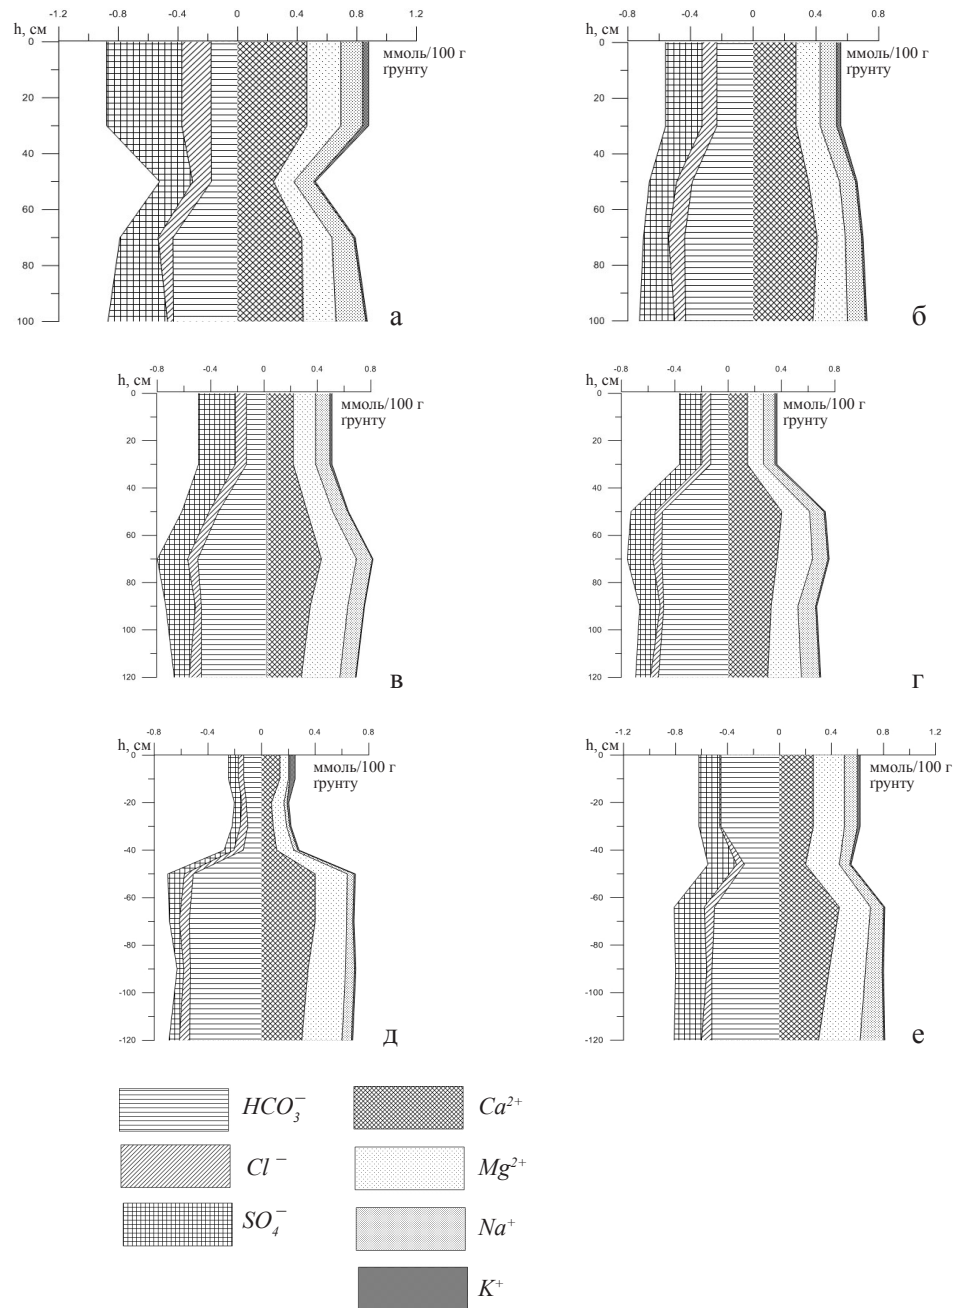 -1.2 -0.8 -0.4 0 0.4 0.8 1.2
h, см
ммоль/100 г
ґрунту
0
20
40
60
80
100
а
-0.8 -0.4 0 0.4 0.8
h, см
ммоль/100 г
ґрунту
0
20
40
60
80
100
б
-0.8 -0.4 0 0.4 0.8
h, см
ммоль/100 г
ґрунту
0
20
40
60
80
100
120
в
-0.8 -0.4 0 0.4 0.8
h, см
ммоль/100 г
ґрунту
0
20
40
60
80
100
120
г
-0.8 -0.4 0 0.4 0.8
h, см
ммоль/100 г
ґрунту
0
-20
-40
-60
-80
-100
-120
д
-1.2 -0.8 -0.4 0 0.4 0.8 1.2
h, см
ммоль/100 г
ґрунту
0
-20
-40
-60
-80
-100
-120
е
HCO₃⁻
Cl⁻
SO₄⁻
Ca²⁺
Mg²⁺
Na⁺
K⁺